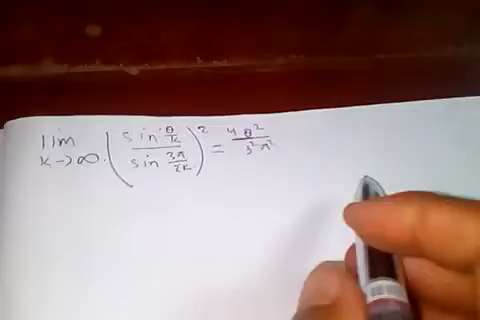 lim k→∞ (sin θ/k / sin 3π/2k)² = 4θ²/3²π²